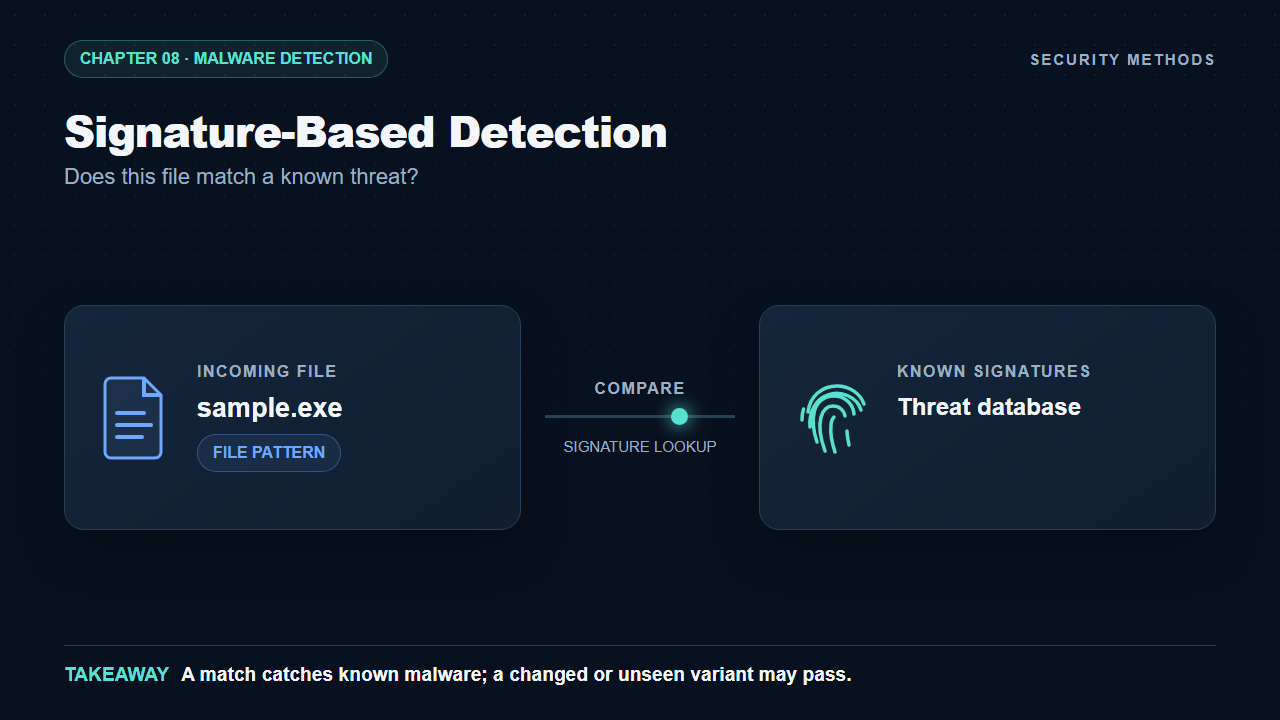 CHAPTER 08 · MALWARE DETECTION
SECURITY METHODS
Signature-Based Detection
Does this file match a known threat?
INCOMING FILE
sample.exe
FILE PATTERN
COMPARE
SIGNATURE LOOKUP
KNOWN SIGNATURES
Threat database
TAKEAWAY A match catches known malware; a changed or unseen variant may pass.